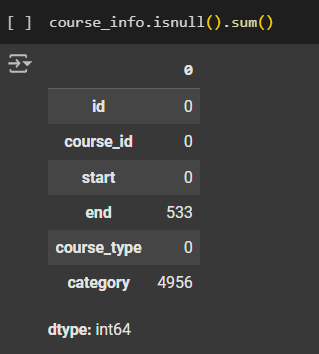 [ ] course_info.isnull().sum()
0
id 0
course_id 0
start 0
end 533
course_type 0
category 4956
dtype: int64